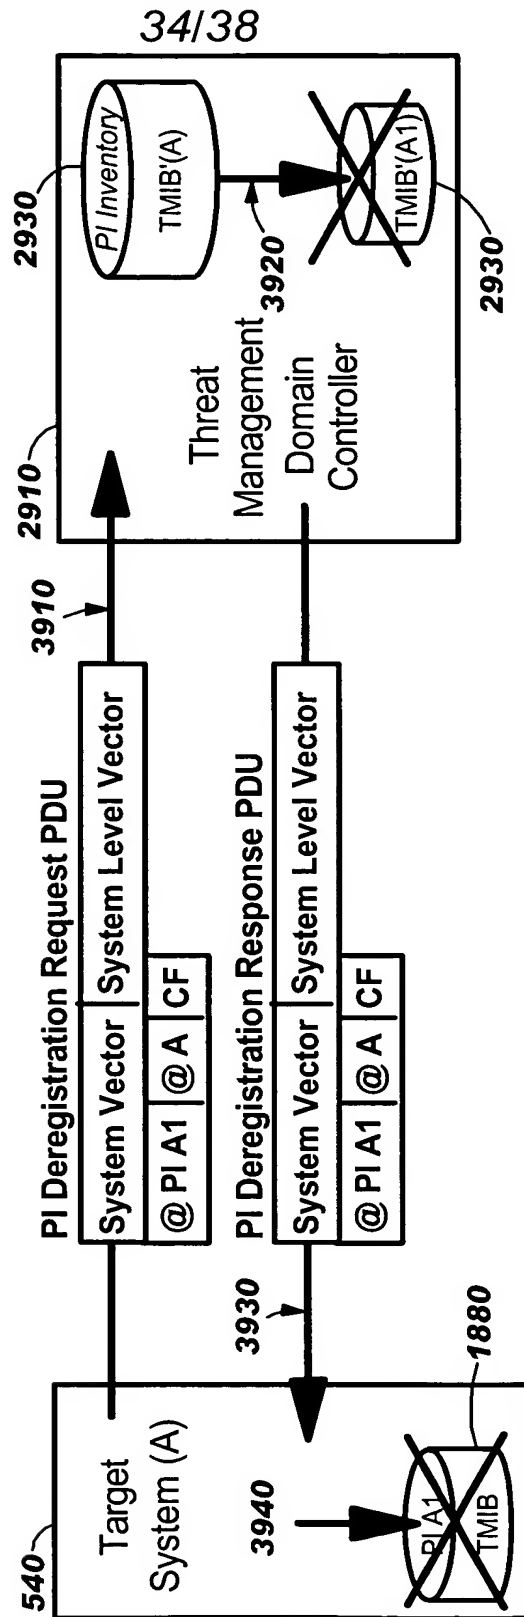 34/38
540
Target
System (A)
3940
PI A1
TMIB
1880
PI Deregistration Request PDU
System Vector System Level Vector
@PI A1 @A CF
3910
PI Deregistration Response PDU
System Vector System Level Vector
@PI A1 @A CF
3930
2910
Threat
Management
Domain
Controller
2930
PI Inventory
TMIB'(A)
3920
TMIB'(A1)
2930